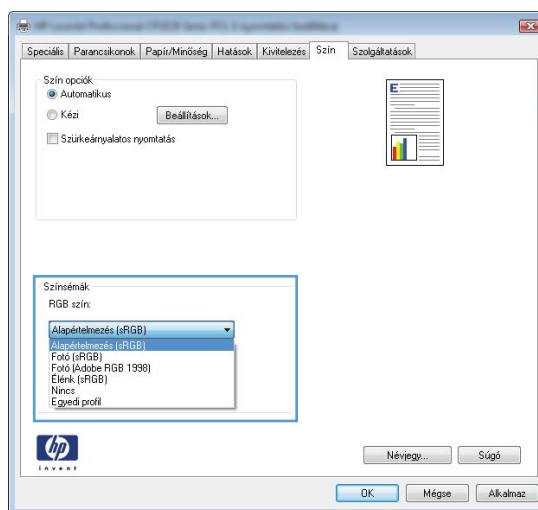 Speciális Parancsikonok Papír/Minőség Hatások Kivitelezés Szín Szolgáltatások
Szín opciók
Automatikus
Kézi
Beállítások...
Szürkeárnyalatos nyomtatás
E
Színsémák
RGB szín:
Alapértelmezés (sRGB)
Alapértelmezés (sRGB)
Fotó (sRGB)
Fotó (Adobe RGB 1998)
Élénk (sRGB)
Nincs
Egyedi profil
hp
invent
Névjegy... Súgó
OK Mégse Alkalmaz